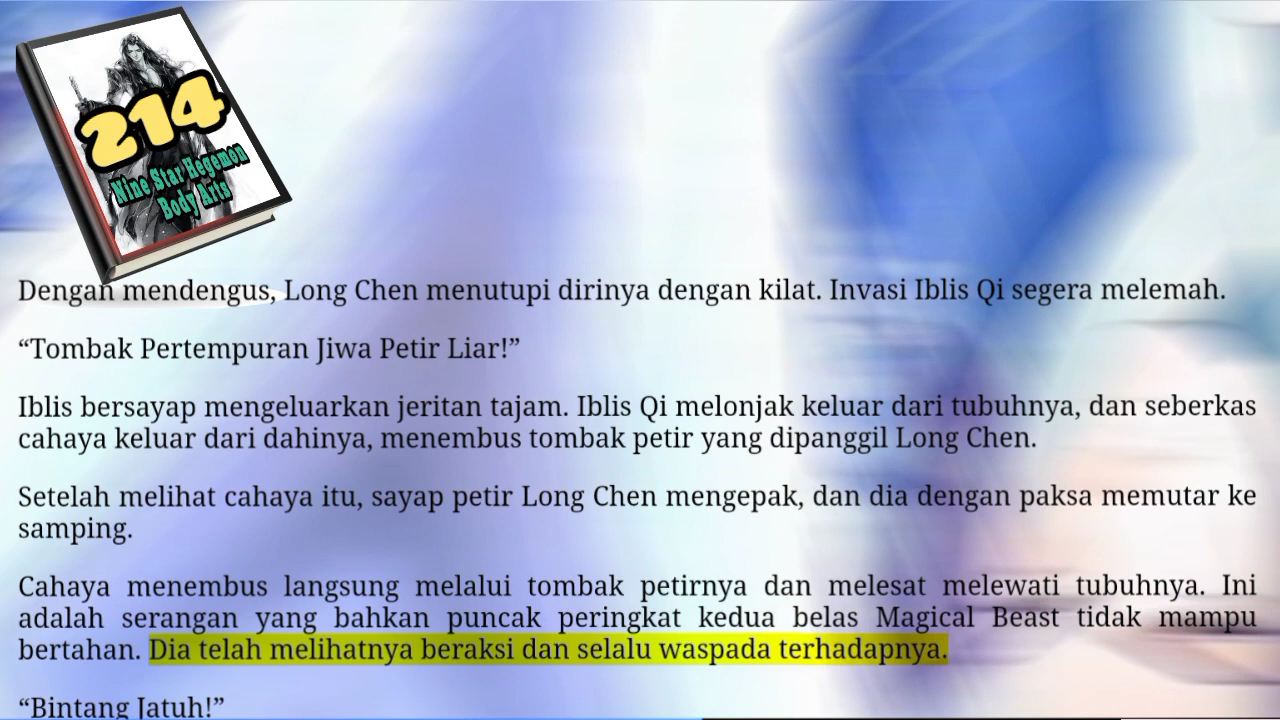 214
Nine Star Hegemon
Body Arts
Dengan mendengus, Long Chen menutupi dirinya dengan kilat. Invasi Iblis Qi segera melemah.
“Tombak Pertempuran Jiwa Petir Liar!”
Iblis bersayap mengeluarkan jeritan tajam. Iblis Qi melonjak keluar dari tubuhnya, dan seberkas
cahaya keluar dari dahinya, menembus tombak petir yang dipanggil Long Chen.
Setelah melihat cahaya itu, sayap petir Long Chen mengepak, dan dia dengan paksa memutar ke
samping.
Cahaya menembus langsung melalui tombak petirnya dan melesat melewati tubuhnya. Ini
adalah serangan yang bahkan puncak peringkat kedua belas Magical Beast tidak mampu
bertahan. Dia telah melihatnya beraksi dan selalu waspada terhadapnya.
“Bintang Jatuh!”